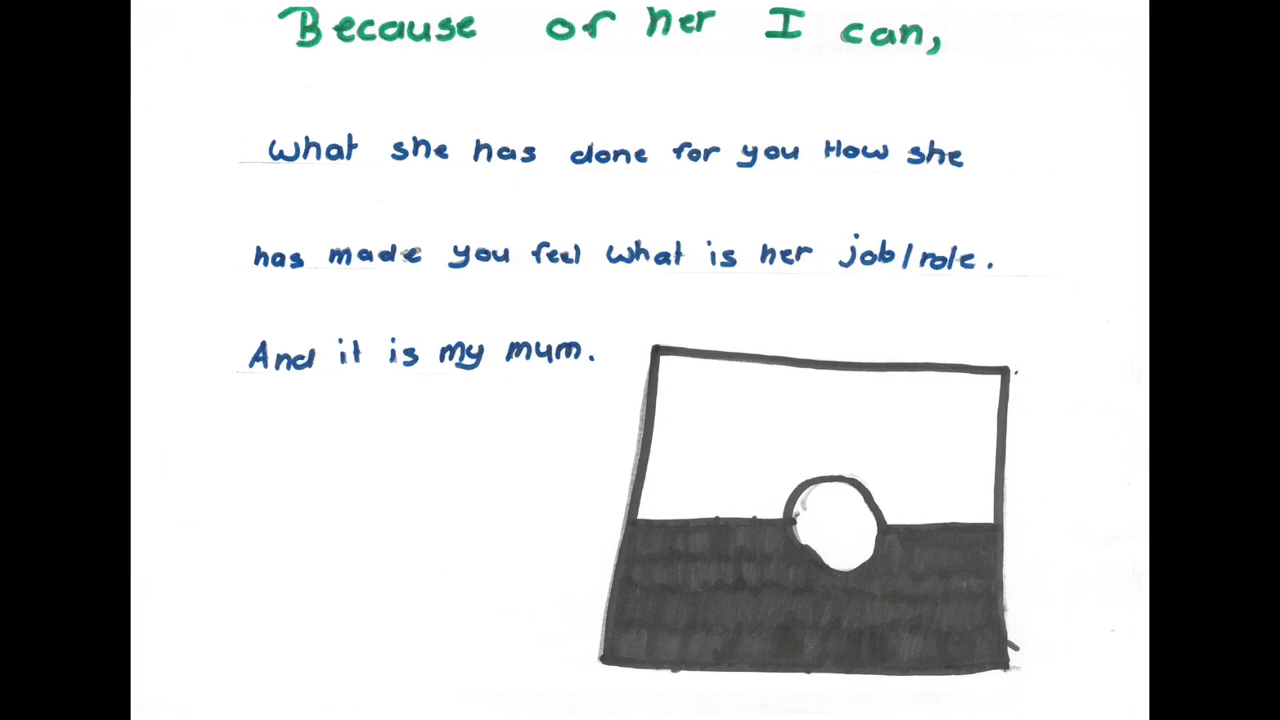 Because of her I can,
What she has done for you How she
has made you feel what is her job/role.
And it is my mum.